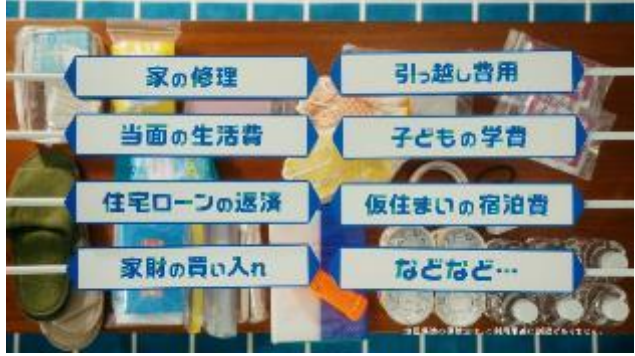 家の修理
引っ越し費用
当面の生活費
子どもの学費
住宅ローンの返済
仮住まいの宿泊費
家財の買い入れ
などなど…